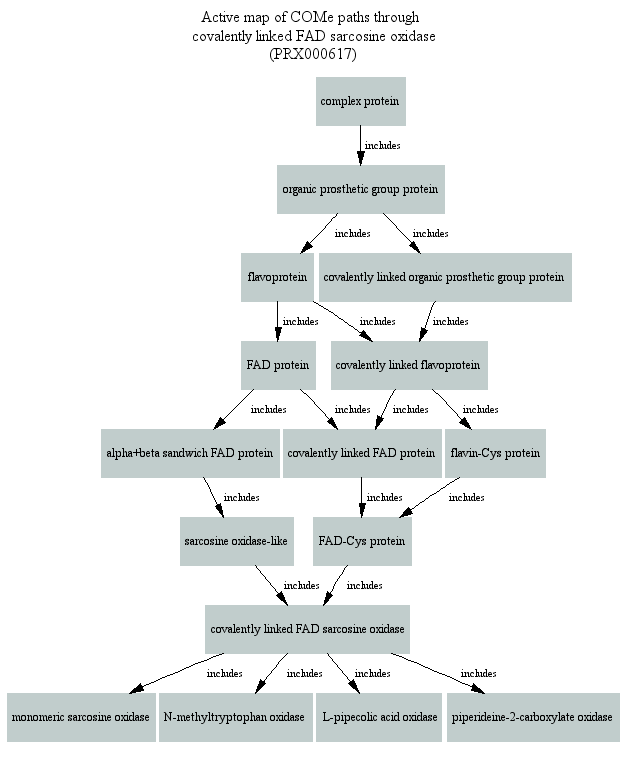 Active map of COMe paths through
covalently linked FAD sarcosine oxidase
(PRX000617)
complex protein
includes
organic prosthetic group protein
includes includes
flavoprotein covalently linked organic prosthetic group protein
includes includes includes
FAD protein covalently linked flavoprotein
includes includes includes includes
alpha+beta sandwich FAD protein covalently linked FAD protein flavin-Cys protein
includes includes includes
sarcosine oxidase-like FAD-Cys protein
includes includes
covalently linked FAD sarcosine oxidase
includes includes includes includes
monomeric sarcosine oxidase N-methyltryptophan oxidase L-pipecolic acid oxidase piperideine-2-carboxylate oxidase